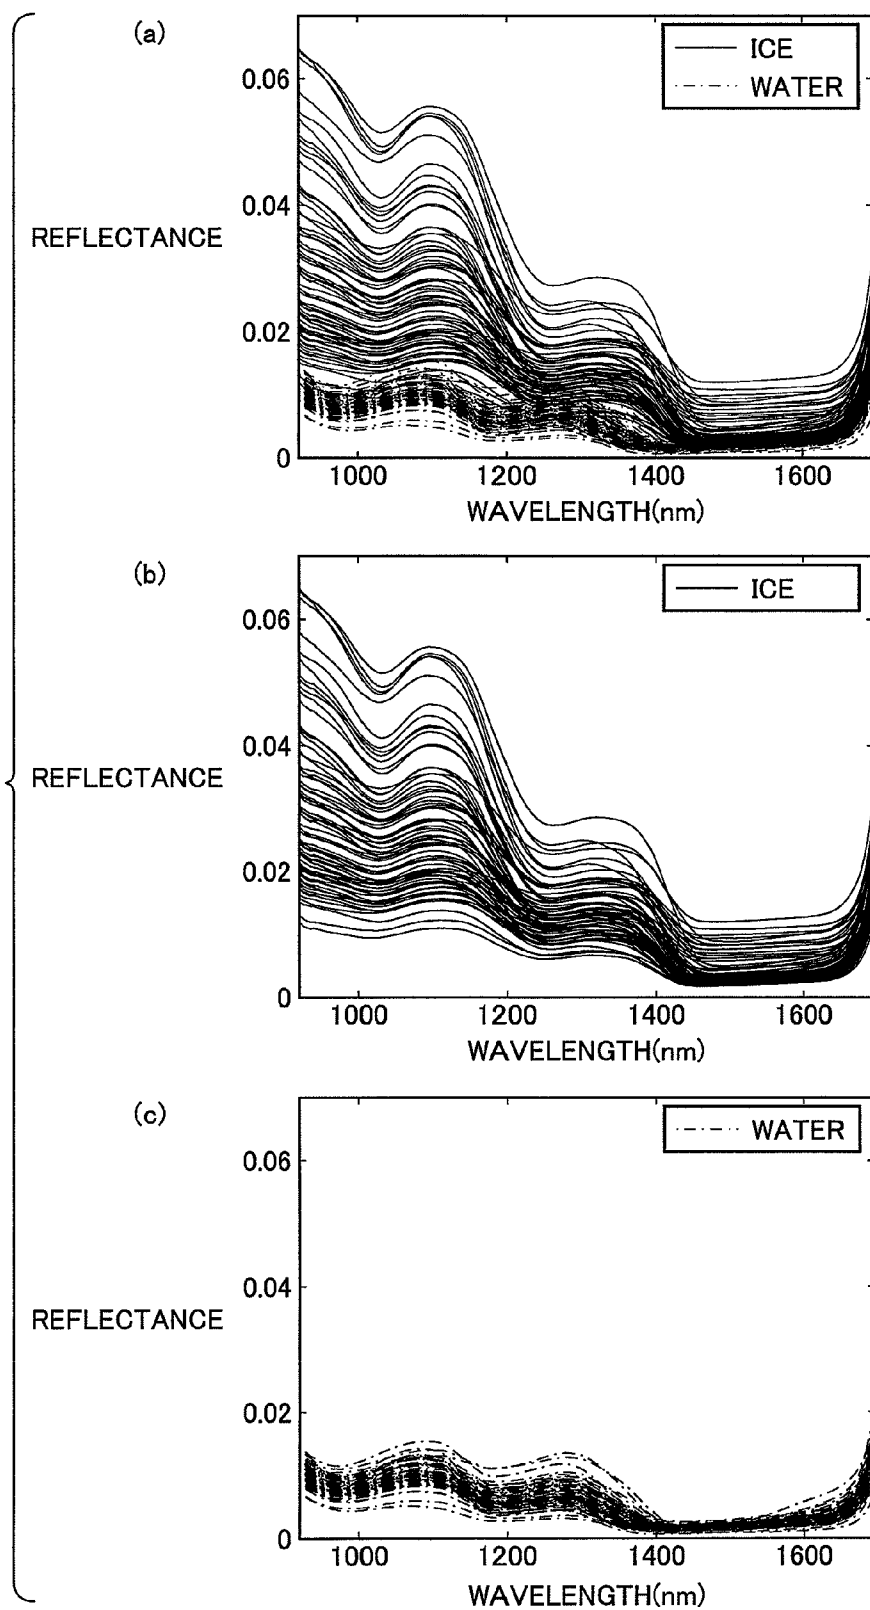 (a)
ICE
WATER
0.06
0.04
REFLECTANCE
0.02
0
1000 1200 1400 1600
WAVELENGTH(nm)
(b)
ICE
0.06
0.04
REFLECTANCE
0.02
0
1000 1200 1400 1600
WAVELENGTH(nm)
(c)
WATER
0.06
0.04
REFLECTANCE
0.02
0
1000 1200 1400 1600
WAVELENGTH(nm)